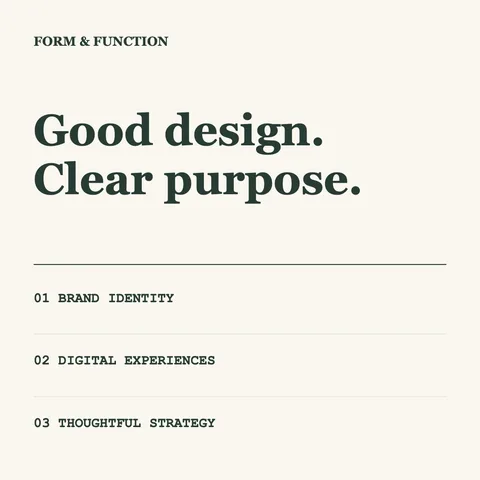 FORM & FUNCTION
Good design.
Clear purpose.
01 BRAND IDENTITY
02 DIGITAL EXPERIENCES
03 THOUGHTFUL STRATEGY